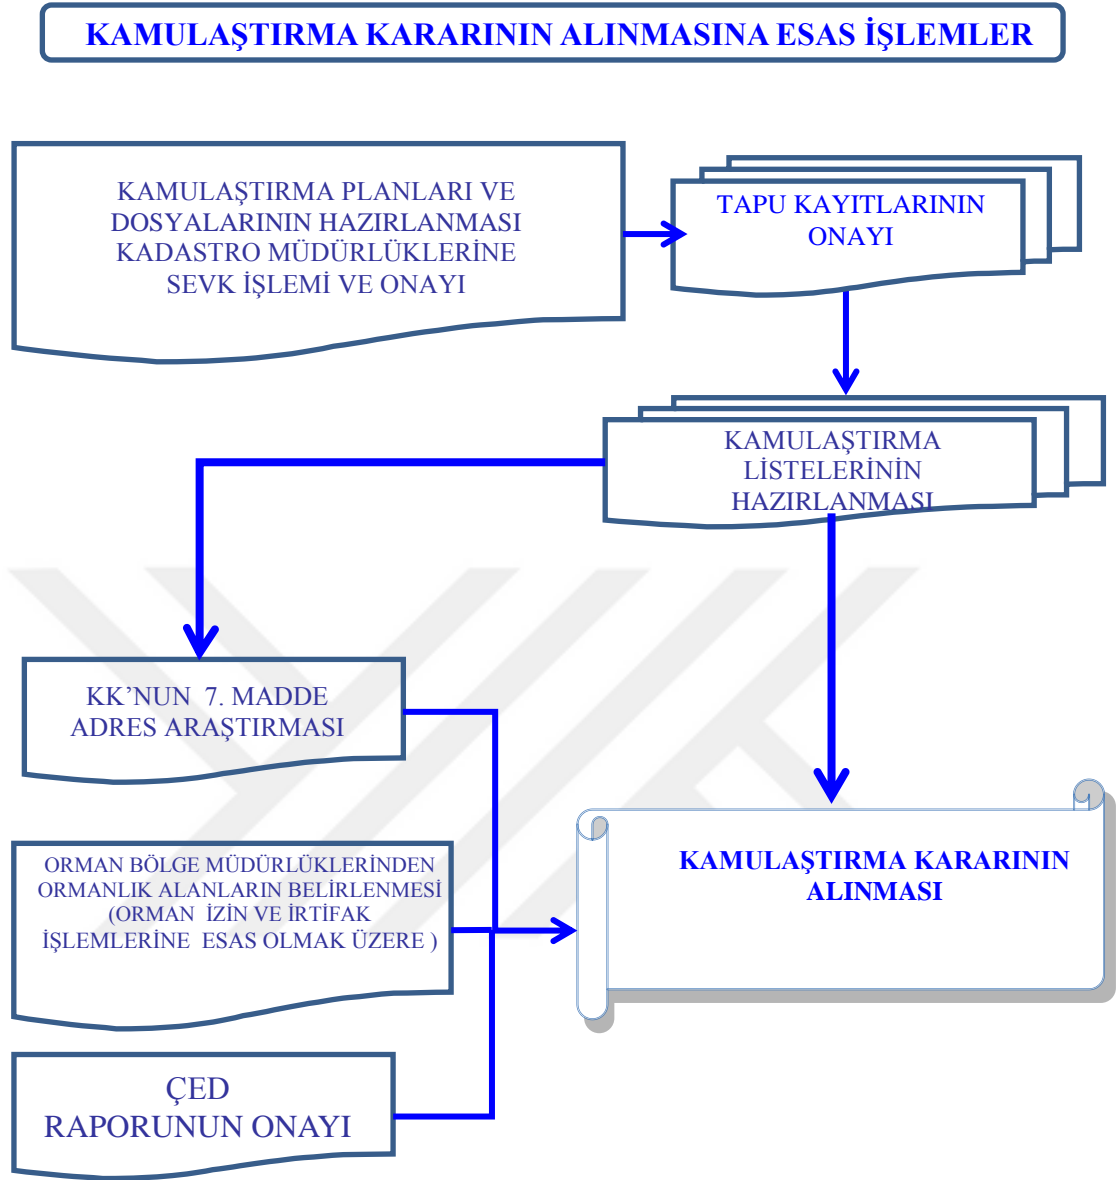 KAMULAŞTIRMA KARARININ ALINMASINA ESAS İŞLEMLER
KAMULAŞTIRMA PLANLARI VE
DOSYALARININ HAZIRLANMASI
KADASTRO MÜDÜRLÜKLERİNE
SEVK İŞLEMİ VE ONAYI
TAPU KAYITLARININ
ONAYI
KAMULAŞTIRMA
LİSTELERİNİN
HAZIRLANMASI
KK’NUN 7. MADDE
ADRES ARAŞTIRMASI
ORMAN BÖLGE MÜDÜRLÜKLERİNDEN
ORMANLIK ALANLARIN BELİRLENMESİ
(ORMAN İZİN VE İRTİFAK
İŞLEMLERİNE ESAS OLMAK ÜZERE )
KAMULAŞTIRMA KARARININ
ALINMASI
ÇED
RAPORUNUN ONAYI